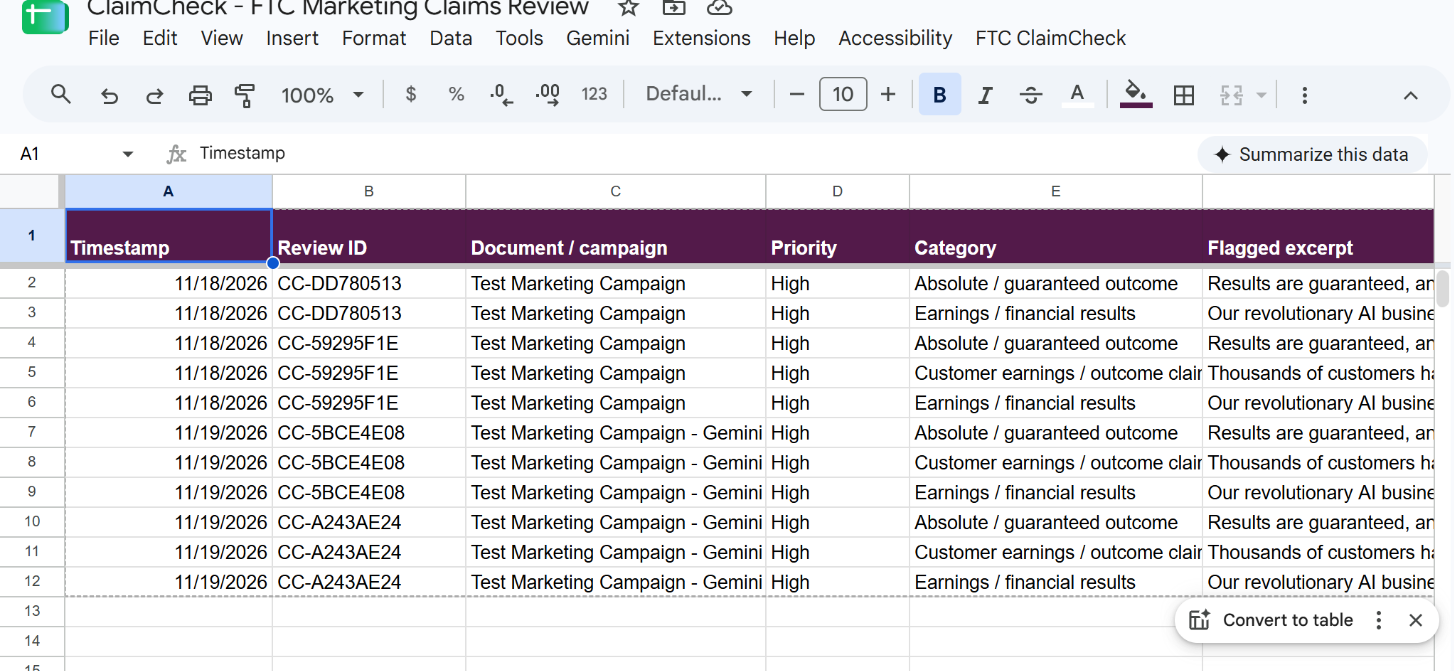 ClaimCheck - FTC Marketing Claims Review
File Edit View Insert Format Data Tools Gemini Extensions Help Accessibility FTC ClaimCheck
100% $ % .0 .00 123 Defaul... 10 B I A
A1 fx Timestamp Summarize this data
A B C D E
1 Timestamp Review ID Document / campaign Priority Category Flagged excerpt
2 11/18/2026 CC-DD780513 Test Marketing Campaign High Absolute / guaranteed outcome Results are guaranteed, an
3 11/18/2026 CC-DD780513 Test Marketing Campaign High Earnings / financial results Our revolutionary AI busine
4 11/18/2026 CC-59295F1E Test Marketing Campaign High Absolute / guaranteed outcome Results are guaranteed, an
5 11/18/2026 CC-59295F1E Test Marketing Campaign High Customer earnings / outcome clair Thousands of customers ha
6 11/18/2026 CC-59295F1E Test Marketing Campaign High Earnings / financial results Our revolutionary AI busine
7 11/19/2026 CC-5BCE4E08 Test Marketing Campaign - Gemini High Absolute / guaranteed outcome Results are guaranteed, an
8 11/19/2026 CC-5BCE4E08 Test Marketing Campaign - Gemini High Customer earnings / outcome clair Thousands of customers ha
9 11/19/2026 CC-5BCE4E08 Test Marketing Campaign - Gemini High Earnings / financial results Our revolutionary AI busine
10 11/19/2026 CC-A243AE24 Test Marketing Campaign - Gemini High Absolute / guaranteed outcome Results are guaranteed, an
11 11/19/2026 CC-A243AE24 Test Marketing Campaign - Gemini High Customer earnings / outcome clair Thousands of customers ha
12 11/19/2026 CC-A243AE24 Test Marketing Campaign - Gemini High Earnings / financial results Our revolutionary AI busine
13
Convert to table
14
15